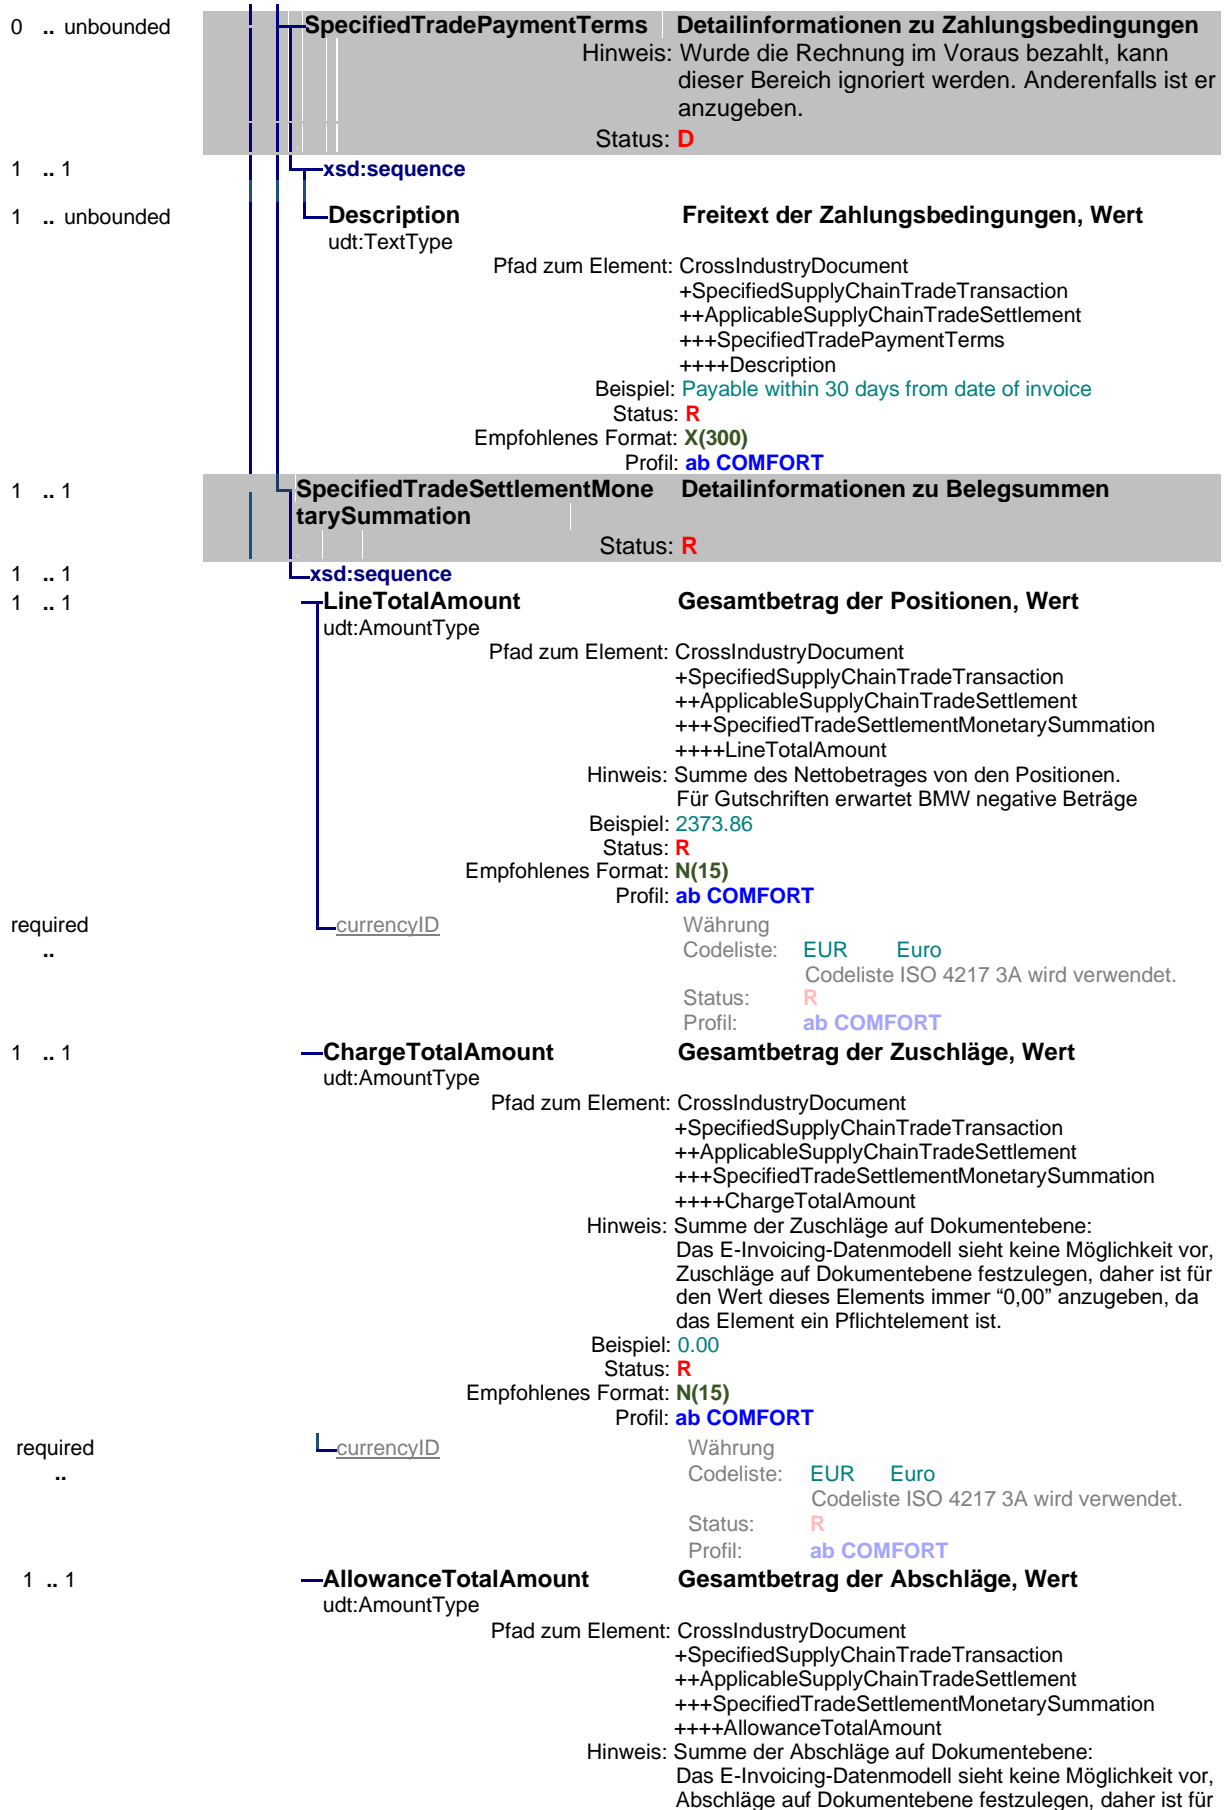 0 .. unbounded SpecifiedTradePaymentTerms Detailinformationen zu Zahlungsbedingungen
Hinweis: Wurde die Rechnung im Voraus bezahlt, kann
dieser Bereich ignoriert werden. Anderenfalls ist er
anzugeben.
Status: D
1 .. 1 xsd:sequence
1 .. unbounded Description Freitext der Zahlungsbedingungen, Wert
udt:TextType
Pfad zum Element: CrossIndustryDocument
+SpecifiedSupplyChainTradeTransaction
++ApplicableSupplyChainTradeSettlement
+++SpecifiedTradePaymentTerms
++++Description
Beispiel: Payable within 30 days from date of invoice
Status: R
Empfohlenes Format: X(300)
Profil: ab COMFORT
1 .. 1 SpecifiedTradeSettlementMone Detailinformationen zu Belegsummen
tarySummation
Status: R
1 .. 1 xsd:sequence
1 .. 1 LineTotalAmount Gesamtbetrag der Positionen, Wert
udt:AmountType
Pfad zum Element: CrossIndustryDocument
+SpecifiedSupplyChainTradeTransaction
++ApplicableSupplyChainTradeSettlement
+++SpecifiedTradeSettlementMonetarySummation
++++LineTotalAmount
Hinweis: Summe des Nettobetrages von den Positionen.
Für Gutschriften erwartet BMW negative Beträge
Beispiel: 2373.86
Status: R
Empfohlenes Format: N(15)
Profil: ab COMFORT
required currencyID Währung
.. Codeliste: EUR Euro
Codeliste ISO 4217 3A wird verwendet.
Status: R
Profil: ab COMFORT
1 .. 1 ChargeTotalAmount Gesamtbetrag der Zuschläge, Wert
udt:AmountType
Pfad zum Element: CrossIndustryDocument
+SpecifiedSupplyChainTradeTransaction
++ApplicableSupplyChainTradeSettlement
+++SpecifiedTradeSettlementMonetarySummation
++++ChargeTotalAmount
Hinweis: Summe der Zuschläge auf Dokumentebene:
Das E-Invoicing-Datenmodell sieht keine Möglichkeit vor,
Zuschläge auf Dokumentebene festzulegen, daher ist für
den Wert dieses Elements immer “0,00” anzugeben, da
das Element ein Pflichtelement ist.
Beispiel: 0.00
Status: R
Empfohlenes Format: N(15)
Profil: ab COMFORT
required currencyID Währung
.. Codeliste: EUR Euro
Codeliste ISO 4217 3A wird verwendet.
Status: R
Profil: ab COMFORT
1 .. 1 AllowanceTotalAmount Gesamtbetrag der Abschläge, Wert
udt:AmountType
Pfad zum Element: CrossIndustryDocument
+SpecifiedSupplyChainTradeTransaction
++ApplicableSupplyChainTradeSettlement
+++SpecifiedTradeSettlementMonetarySummation
++++AllowanceTotalAmount
Hinweis: Summe der Abschläge auf Dokumentebene:
Das E-Invoicing-Datenmodell sieht keine Möglichkeit vor,
Abschläge auf Dokumentebene festzulegen, daher ist für